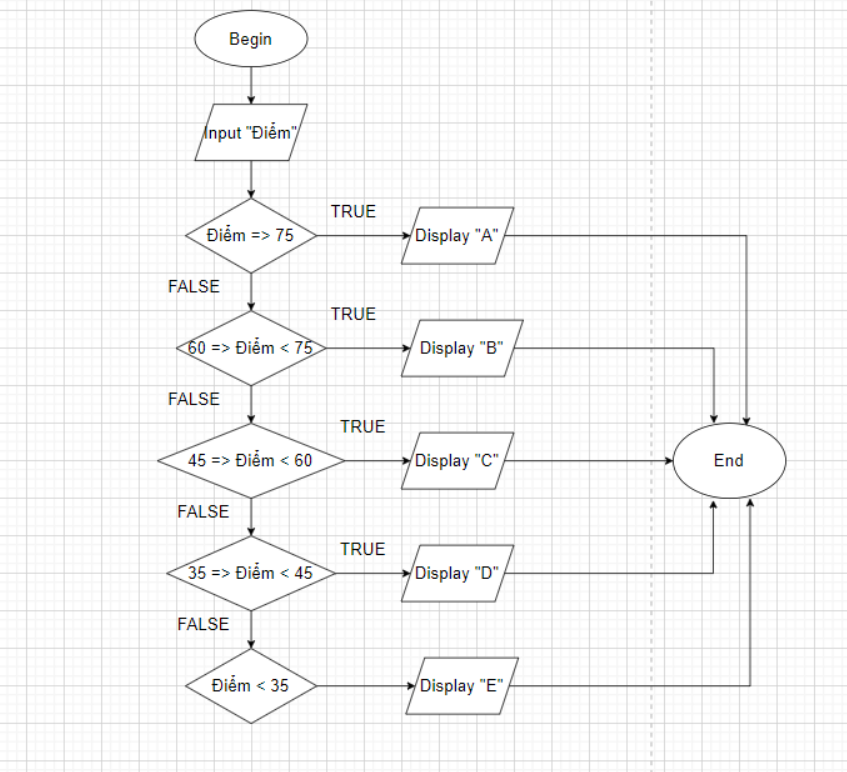 Begin
Input "Điểm"
TRUE
Điểm => 75
Display "A"
FALSE
TRUE
60 => Điểm < 75
Display "B"
FALSE
TRUE
45 => Điểm < 60
Display "C"
End
FALSE
TRUE
35 => Điểm < 45
Display "D"
FALSE
Điểm < 35
Display "E"